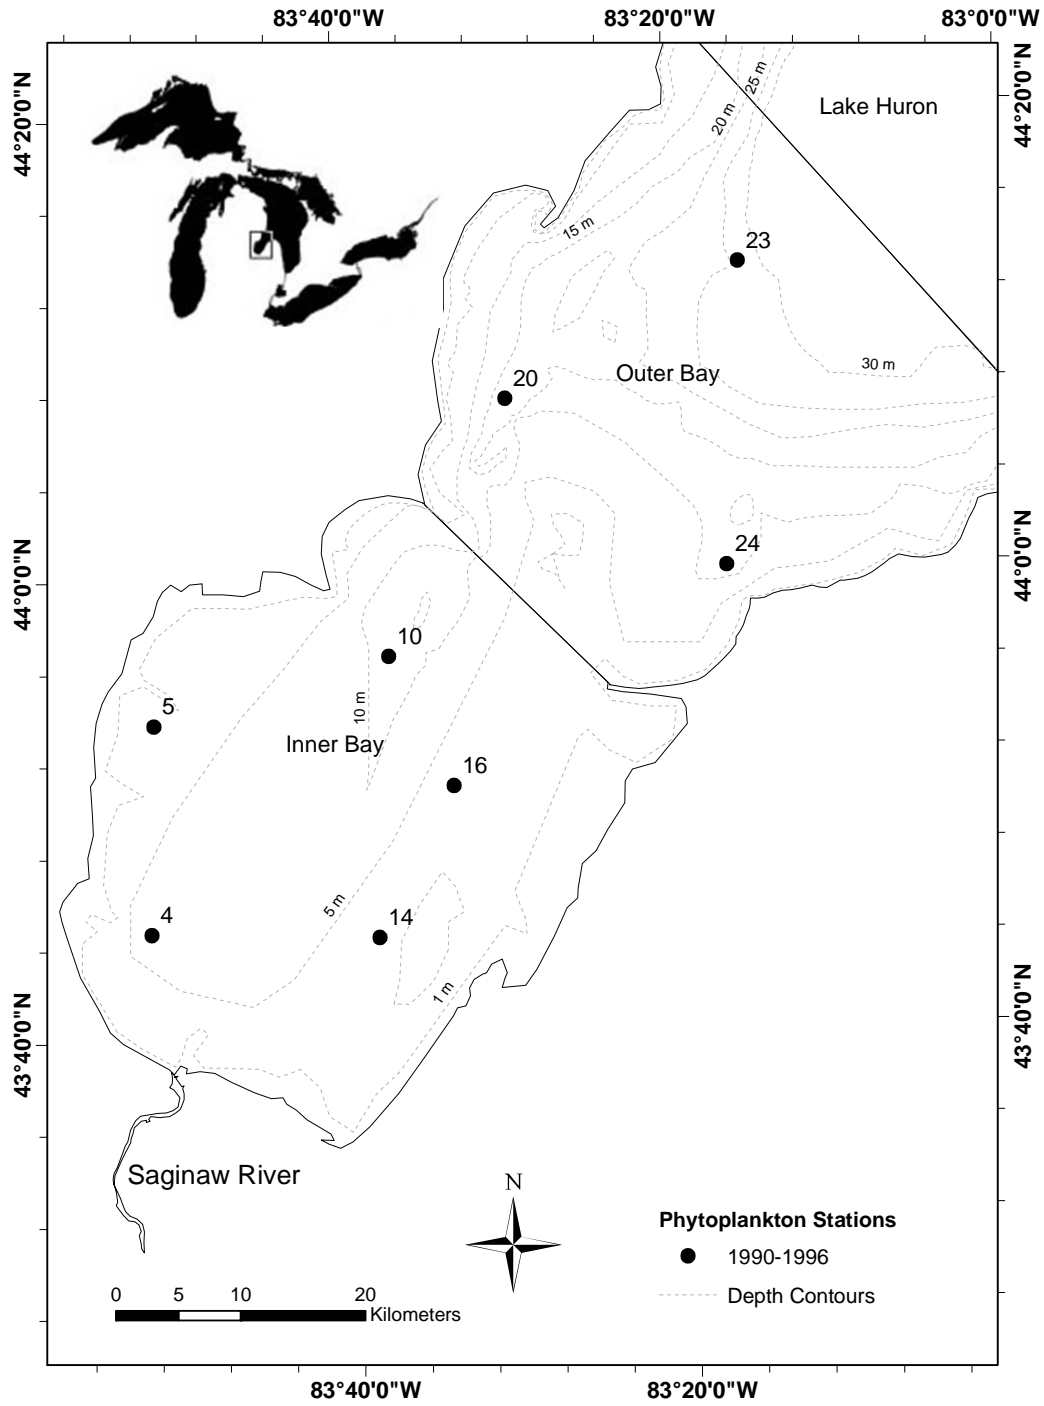 83°40'0"W 83°20'0"W 83°0'0"W
44°20'0"N
44°20'0"N
Lake Huron
25 m
20 m
15 m
23
30 m
Outer Bay
20
24
44°0'0"N
44°0'0"N
10
5
10 m
Inner Bay
16
4
5 m
14
1 m
43°40'0"N
43°40'0"N
Saginaw River
N
Phytoplankton Stations
1990-1996
Depth Contours
0 5 10 20
Kilometers
83°40'0"W 83°20'0"W